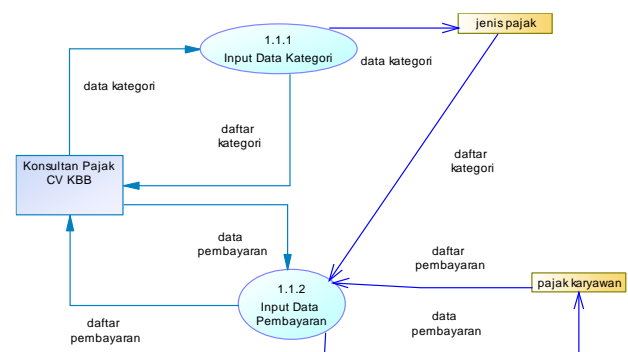 jenis pajak
1.1.1
Input Data Kategori
data kategori
data kategori
daftar
kategori
daftar
kategori
Konsultan Pajak
CV KBB
data
pembayaran
daftar
pembayaran
pajak karyawan
1.1.2
Input Data
Pembayaran
data
pembayaran
daftar
pembayaran